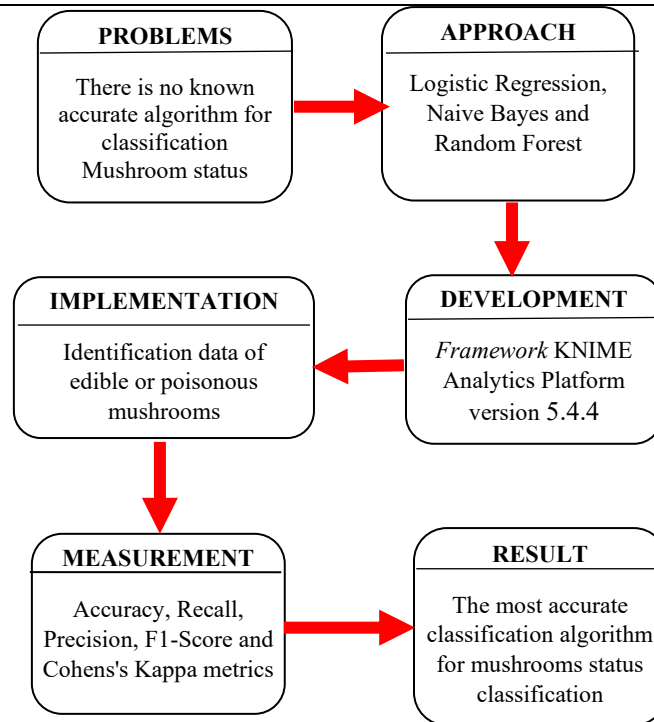 PROBLEMS
There is no known
accurate algorithm for
classification
Mushroom status
APPROACH
Logistic Regression,
Naive Bayes and
Random Forest
DEVELOPMENT
Framework KNIME
Analytics Platform
version 5.4.4
IMPLEMENTATION
Identification data of
edible or poisonous
mushrooms
MEASUREMENT
Accuracy, Recall,
Precision, F1-Score and
Cohens's Kappa metrics
RESULT
The most accurate
classification algorithm
for mushrooms status
classification